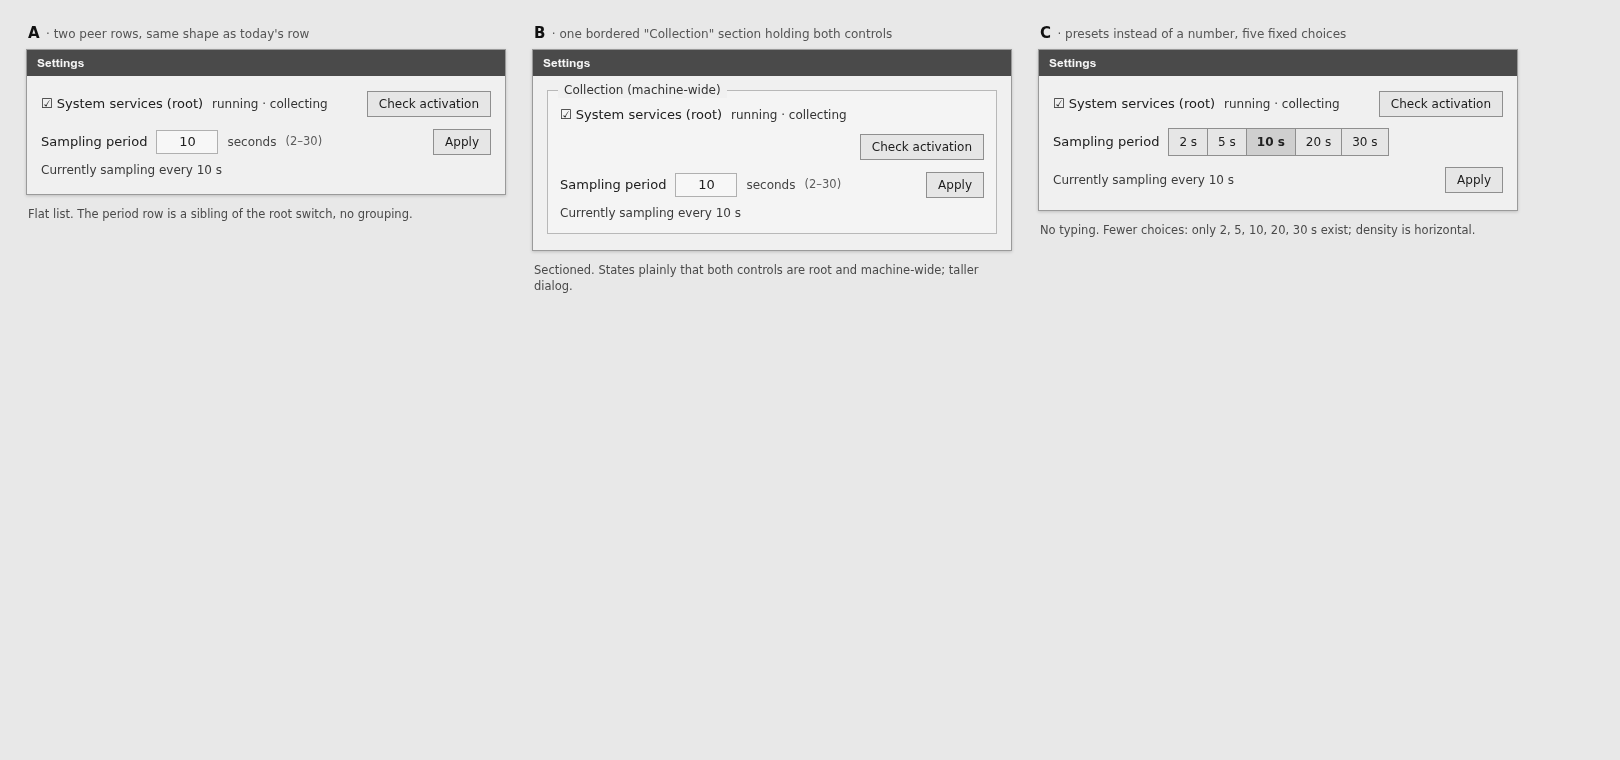 A · two peer rows, same shape as today's row
Settings
☑ System services (root) running · collecting Check activation
Sampling period 10 seconds (2–30) Apply
Currently sampling every 10 s
Flat list. The period row is a sibling of the root switch, no grouping.
B · one bordered "Collection" section holding both controls
Settings
Collection (machine-wide)
☑ System services (root) running · collecting
Check activation
Sampling period 10 seconds (2–30) Apply
Currently sampling every 10 s
Sectioned. States plainly that both controls are root and machine-wide; taller
dialog.
C · presets instead of a number, five fixed choices
Settings
☑ System services (root) running · collecting Check activation
Sampling period 2 s 5 s 10 s 20 s 30 s
Currently sampling every 10 s Apply
No typing. Fewer choices: only 2, 5, 10, 20, 30 s exist; density is horizontal.